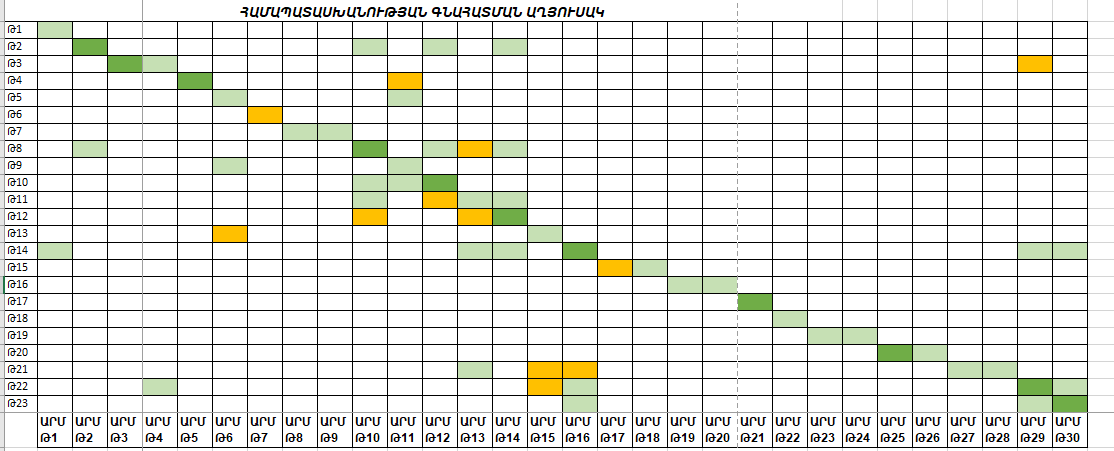 ՀԱՄԱՊԱՏԱՍԽԱՆՈՒԹՅԱՆ ԳՆԱՀԱՏՄԱՆ ԱՂՅՈՒՍԱԿ
Թ1
Թ2
Թ3
Թ4
Թ5
Թ6
Թ7
Թ8
Թ9
Թ10
Թ11
Թ12
Թ13
Թ14
Թ15
Թ16
Թ17
Թ18
Թ19
Թ20
Թ21
Թ22
Թ23
ԱՐՄ ԱՐՄ ԱՐՄ ԱՐՄ ԱՐՄ ԱՐՄ ԱՐՄ ԱՐՄ ԱՐՄ ԱՐՄ ԱՐՄ ԱՐՄ ԱՐՄ ԱՐՄ ԱՐՄ ԱՐՄ ԱՐՄ ԱՐՄ ԱՐՄ ԱՐՄ ԱՐՄ ԱՐՄ ԱՐՄ ԱՐՄ ԱՐՄ ԱՐՄ ԱՐՄ ԱՐՄ ԱՐՄ ԱՐՄ
Թ1 Թ2 Թ3 Թ4 Թ5 Թ6 Թ7 Թ8 Թ9 Թ10 Թ11 Թ12 Թ13 Թ14 Թ15 Թ16 Թ17 Թ18 Թ19 Թ20 Թ21 Թ22 Թ23 Թ24 Թ25 Թ26 Թ27 Թ28 Թ29 Թ30